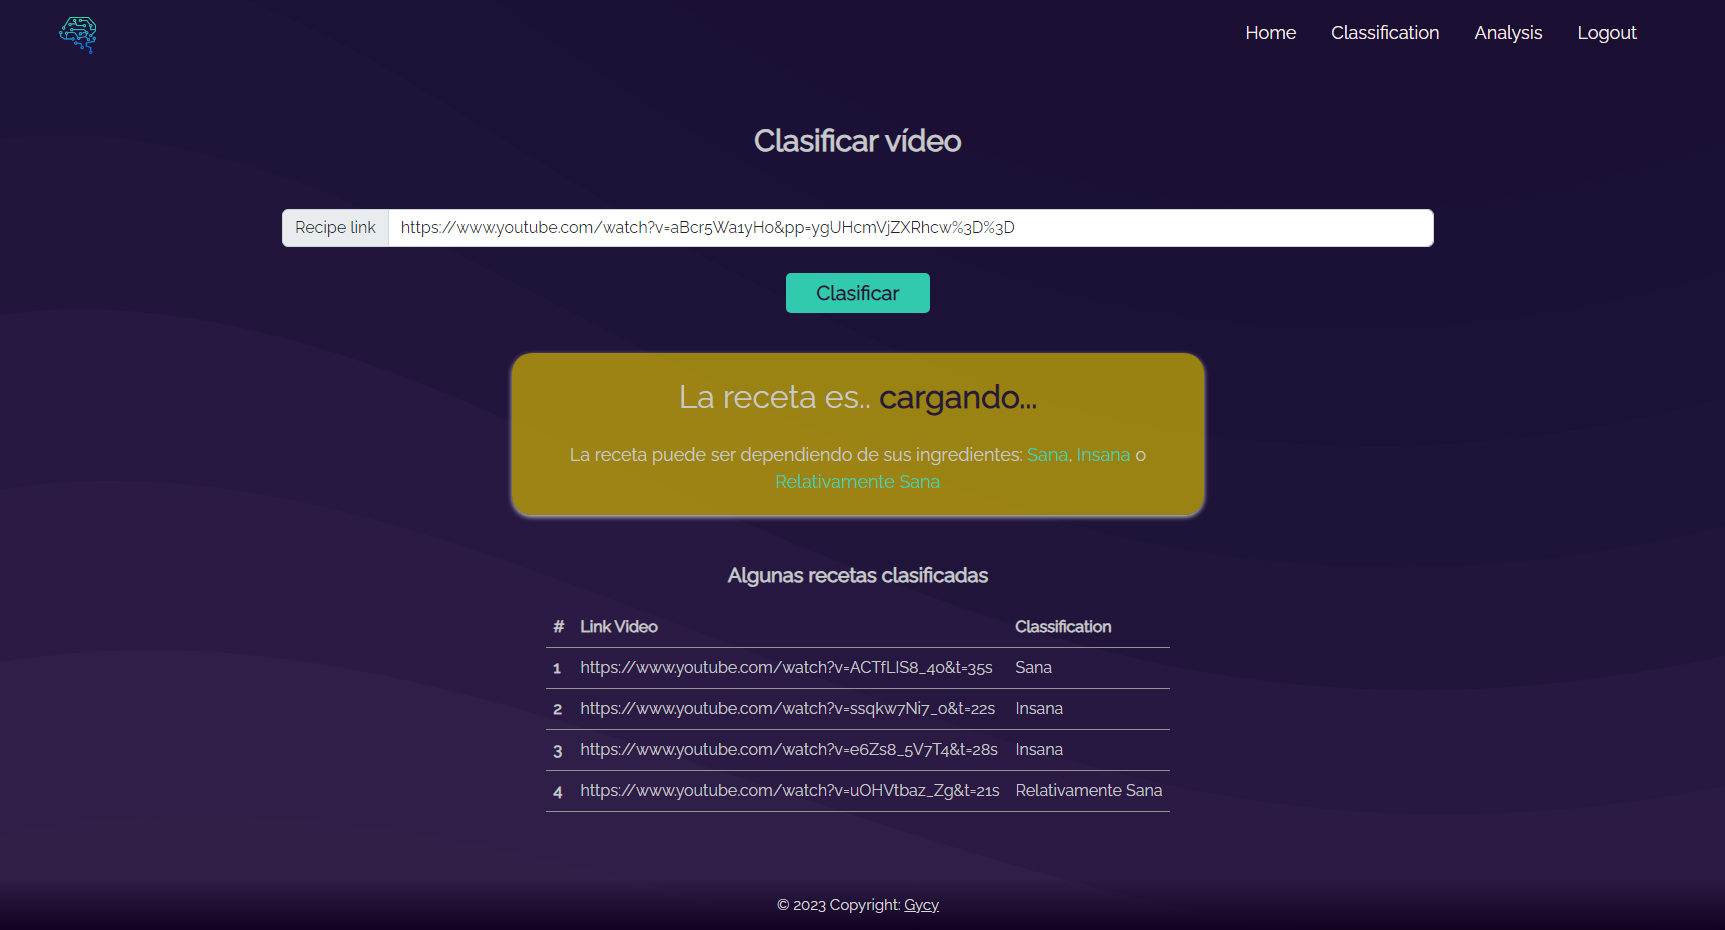 Home Classification Analysis Logout
Clasificar vídeo
Recipe link https://www.youtube.com/watch?v=aBcr5Wa1yHo&pp=ygUHcmVjZXRhcw%3D%3D
Clasificar
La receta es.. cargando...
La receta puede ser dependiendo de sus ingredientes: Sana, Insana o
Relativamente Sana
Algunas recetas clasificadas
# Link Video Classification
1 https://www.youtube.com/watch?v=ACTfLIS8_40&t=35s Sana
2 https://www.youtube.com/watch?v=ssqkw7Ni7_0&t=22s Insana
3 https://www.youtube.com/watch?v=e6Zs8_5V7T4&t=28s Insana
4 https://www.youtube.com/watch?v=uOHVtbaz_Zg&t=21s Relativamente Sana
© 2023 Copyright: Gycy